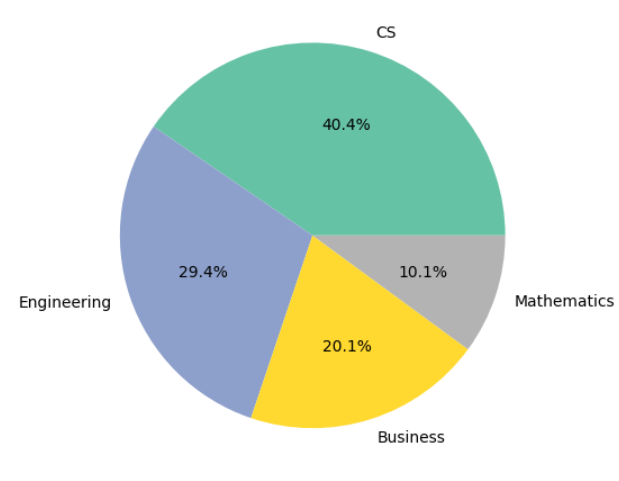 CS
40.4%
29.4%
10.1%
Engineering
Mathematics
20.1%
Business